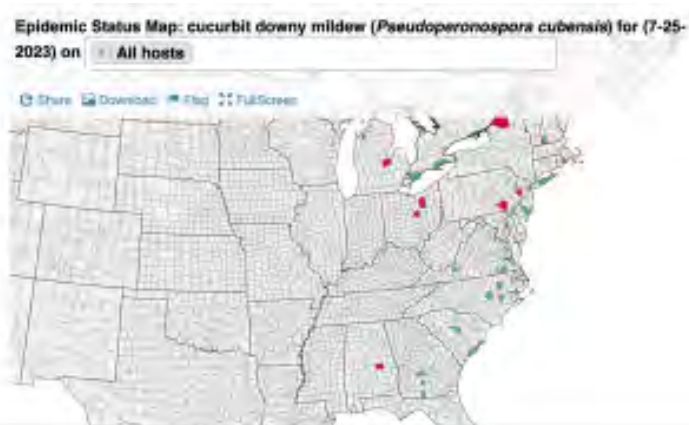 Epidemic Status Map: cucurbit downy mildew (Pseudoperonospora cubensis) for (7-25-
2023) on × All hosts
Share Download Flag FullScreen